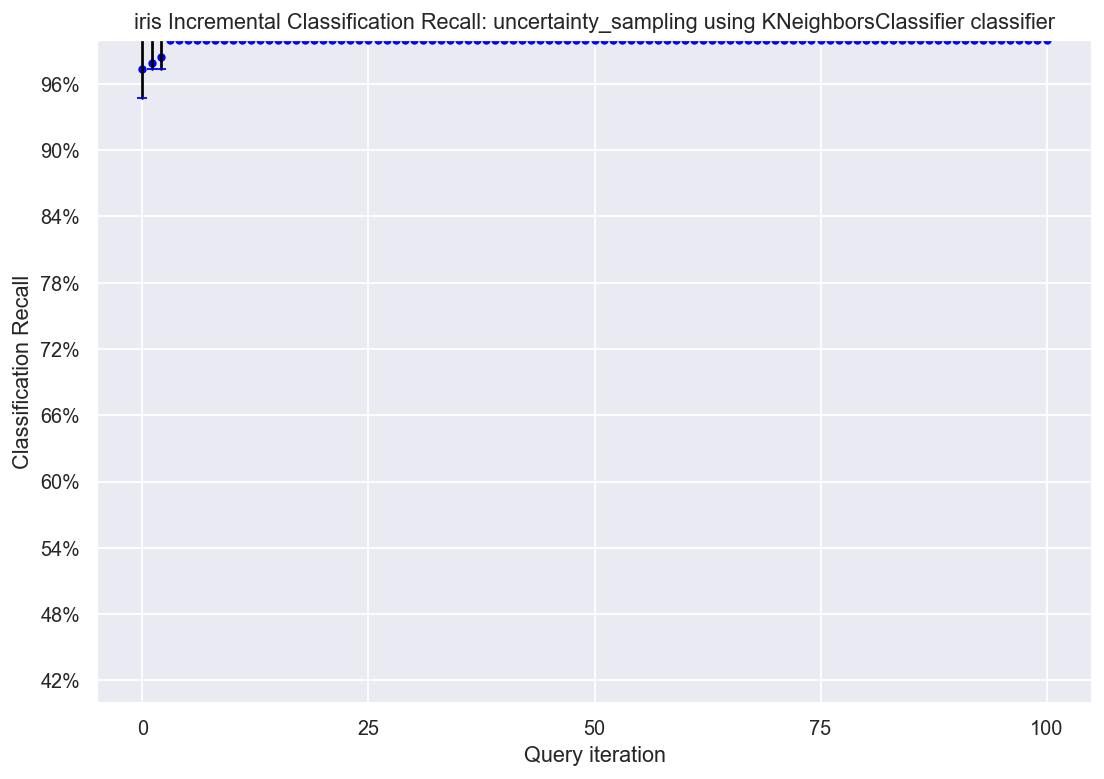 iris Incremental Classification Recall: uncertainty_sampling using KNeighborsClassifier classifier
96%
90%
84%
78%
72%
66%
60%
54%
48%
42%
Classification Recall
0 25 50 75 100
Query iteration